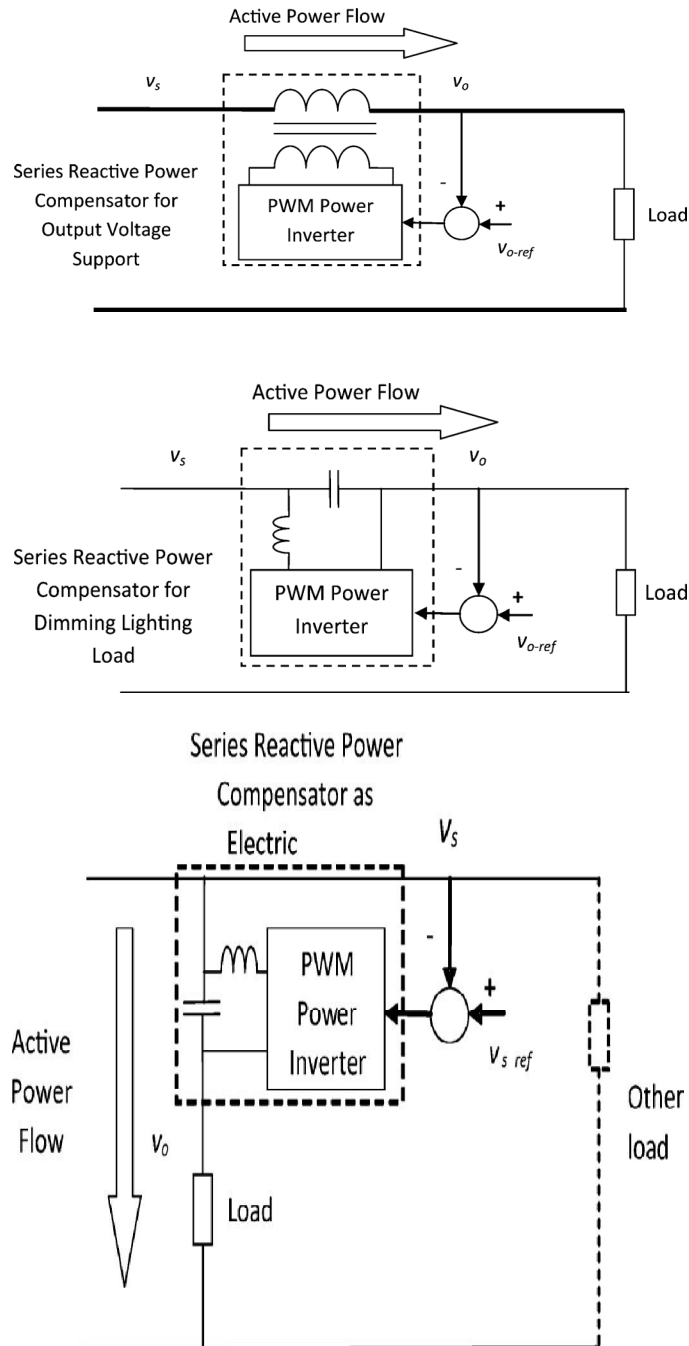 Active Power Flow
vs
vo
Series Reactive Power
Compensator for
Output Voltage
Support
PWM Power
Inverter
-
+
vo-ref
Load
Active Power Flow
vs
vo
Series Reactive Power
Compensator for
Dimming Lighting
Load
PWM Power
Inverter
-
+
vo-ref
Load
Series Reactive Power
Compensator as
Electric
Vs
PWM
Power
Inverter
-
+
vs ref
Active
Power
Flow
vo
Load
Other
load